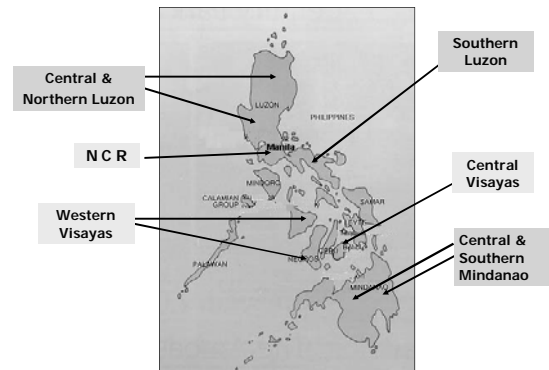 Southern
Luzon
Central &
Northern Luzon
LUZON
PHILIPPINES
Manila
N C R
MINDORO
Central
Visayas
CALAMIAN
GROUP
SAMAR
Western
Visayas
LEYTE
CEBU
NEGROS
Central &
Southern
Mindanao
PALAWAN
MINDANAO